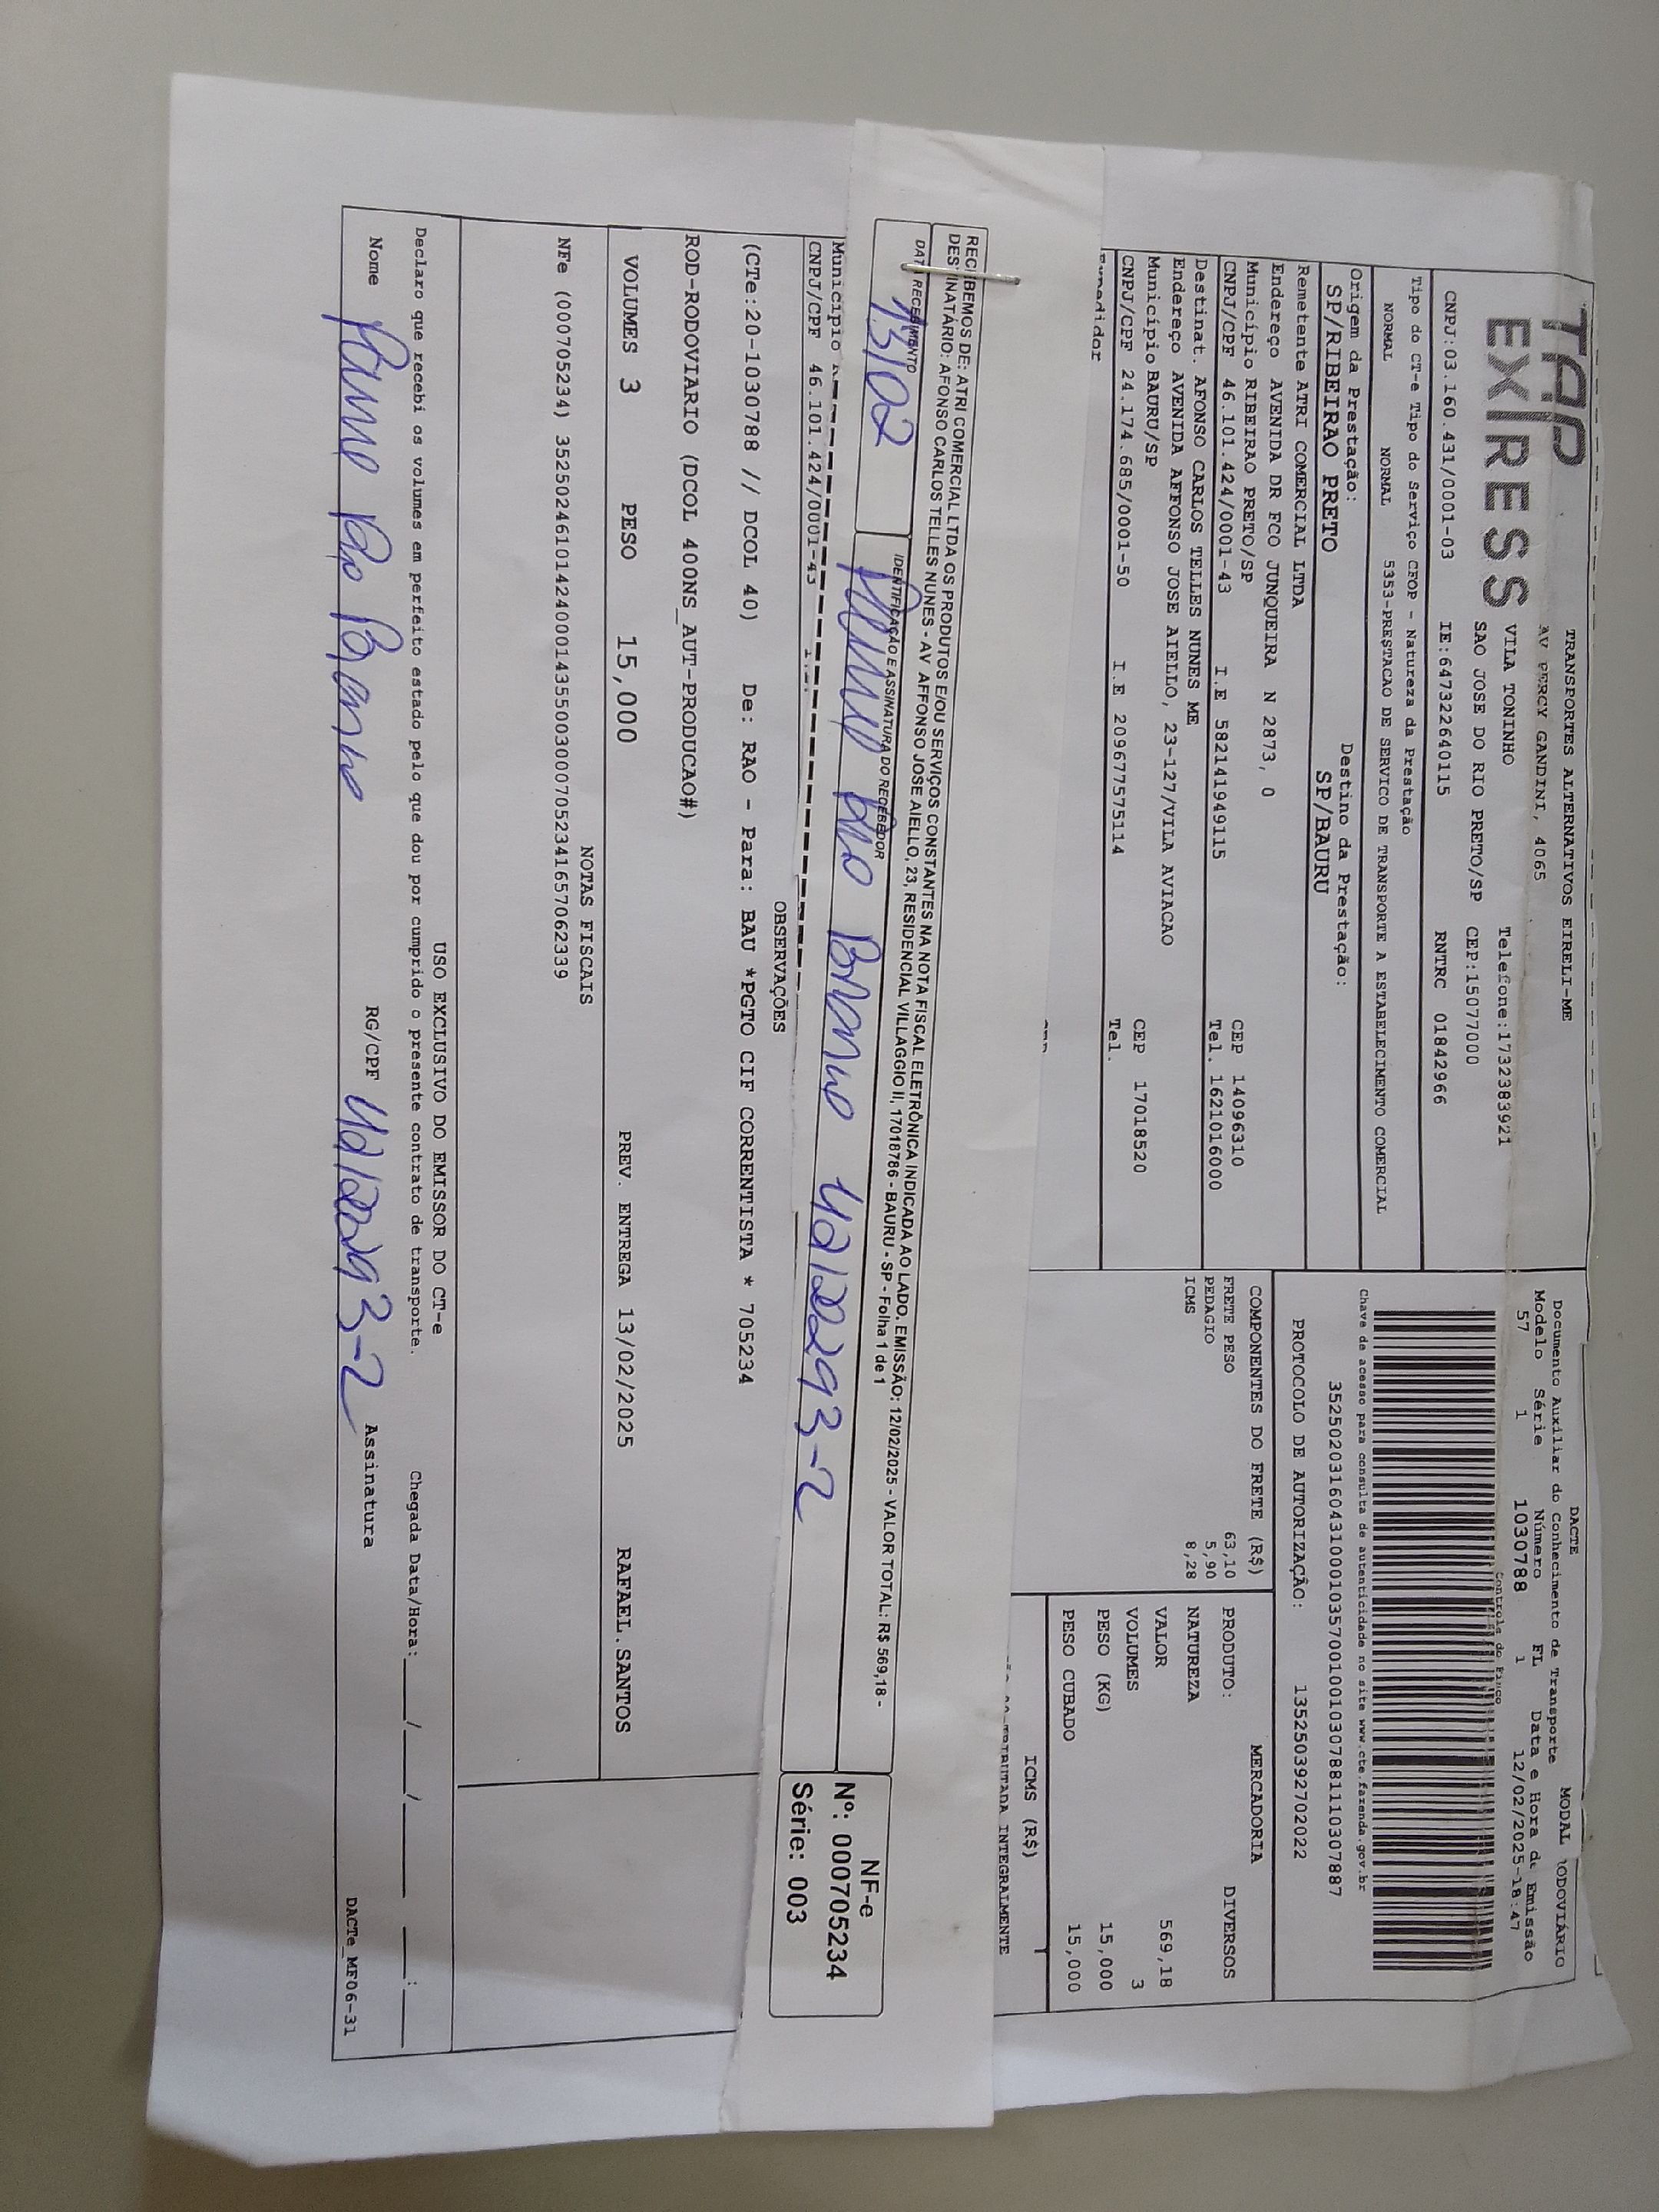 TAP
EX|RESS
TRANSPORTES ALTERNATIVOS EIRELI-ME
AV PERCY GANDINI, 4065
VILA TONINHO Telefone:1732383921
SAO JOSE DO RIO PRETO/SP CEP:15077000
CNPJ:03.160.431/0001-03 IE:647322640115 RNTRC 01842966
Tipo do CT-e Tipo do Serviço CFOP - Natureza da Prestação
NORMAL NORMAL 5353-PRESTACAO DE SERVICO DE TRANSPORTE A ESTABELECIMENTO COMERCIAL
Origem da Prestação: Destino da Prestação:
SP/RIBEIRAO PRETO SP/BAURU
Remetente ATRI COMERCIAL LTDA
Endereço AVENIDA DR FCO JUNQUEIRA N 2873, 0
Município RIBEIRAO PRETO/SP CEP 14096310
CNPJ/CPF 46.101.424/0001-43 I.E 582141949115 Tel. 1621016000
Destinat. AFONSO CARLOS TELLES NUNES ME
Endereço AVENIDA AFFONSO JOSE AIELLO, 23-127/VILA AVIACAO
Município BAURU/SP CEP 17018520
CNPJ/CPF 24.174.685/0001-50 I.E 209677575114 Tel.
DACTE
Documento Auxiliar do Conhecimento de Transporte MODAL RODOVIÁRIO
Modelo Série Número FL Data e Hora de Emissão
57 1 1030788 1 12/02/2025-18:47
Controle do Fisco
Chave de acesso para consulta de autenticidade no site www.cte.fazenda.gov.br
35250203160431000103570010010307881110307887
PROTOCOLO DE AUTORIZAÇÃO: 135250392702022
COMPONENTES DO FRETE (R$)
FRETE PESO 63,10
PEDAGIO 5,90
ICMS 8,28
MERCADORIA
PRODUTO: DIVERSOS
NATUREZA
VALOR 569,18
VOLUMES 3
PESO (KG) 15,000
PESO CUBADO 15,000
ICMS (R$)
TRIBUTADA INTEGRALMENTE
RECEBEMOS DE: ATRI COMERCIAL LTDA OS PRODUTOS E/OU SERVIÇOS CONSTANTES NA NOTA FISCAL ELETRÔNICA INDICADA AO LADO. EMISSÃO: 12/02/2025 - VALOR TOTAL: R$ 569,18 -
DESTINATÁRIO: AFONSO CARLOS TELLES NUNES - AV AFFONSO JOSE AIELLO, 23, RESIDENCIAL VILLAGGIO II, 17018786 - BAURU - SP - Folha 1 de 1
DATA RECEBIMENTO IDENTIFICAÇÃO E ASSINATURA DO RECEBEDOR
13/02
NF-e
Nº: 000705234
Série: 003
Município
CNPJ/CPF 46.101.424/0001-43
OBSERVAÇÕES
(CTe:20-1030788 // DCOL 40) De: RAO - Para: BAU *PGTO CIF CORRENTISTA * 705234
ROD-RODOVIARIO (DCOL 400NS_AUT-PRODUCAO#)
VOLUMES 3 PESO 15,000 PREV. ENTREGA 13/02/2025 RAFAEL.SANTOS
NOTAS FISCAIS
NFe (000705234) 35250246101424000143550030007052341657062339
USO EXCLUSIVO DO EMISSOR DO CT-e
Declaro que recebi os volumes em perfeito estado pelo que dou por cumprido o presente contrato de transporte. Chegada Data/Hora: / / :
Nome RG/CPF Assinatura
DACTe_MF06-31